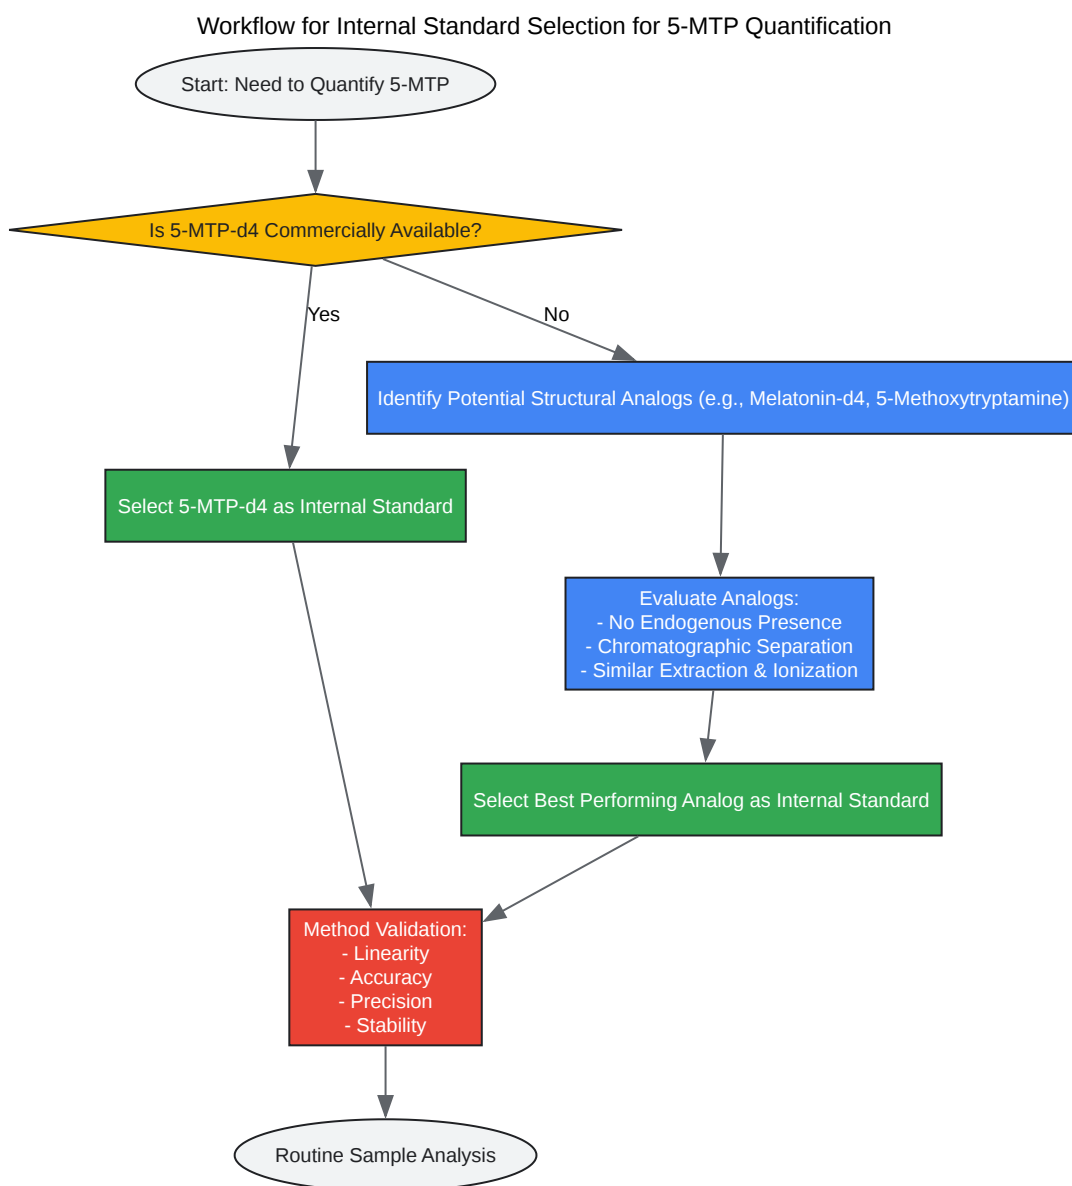 Workflow for Internal Standard Selection for 5-MTP Quantification
Start: Need to Quantify 5-MTP
Is 5-MTP-d4 Commercially Available?
Yes
No
Identify Potential Structural Analogs (e.g., Melatonin-d4, 5-Methoxytryptamine)
Select 5-MTP-d4 as Internal Standard
Evaluate Analogs:
- No Endogenous Presence
- Chromatographic Separation
- Similar Extraction & Ionization
Select Best Performing Analog as Internal Standard
Method Validation:
- Linearity
- Accuracy
- Precision
- Stability
Routine Sample Analysis